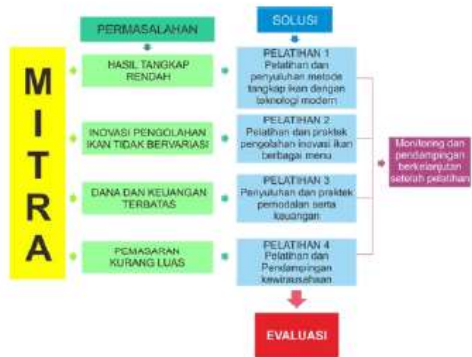 PERMASALAHAN
SOLUSI
MITRA
HASIL TANGKAP
RENDAH
PELATIHAN 1
Pelatihan dan
penyuluhan metode
tangkap ikan dengan
teknologi modern
INOVASI PENGOLAHAN
IKAN TIDAK BERVARIASI
PELATIHAN 2
Pelatihan dan praktek
pengolahan inovasi ikan
berbagai menu
DANA DAN KEUANGAN
TERBATAS
PELATIHAN 3
Penyuluhan dan praktek
pemodalan serta
keuangan
PEMASARAN
KURANG LUAS
PELATIHAN 4
Pelatihan dan
Pendampingan
kewirausahaan
Monitoring dan
pendampingan
berkelanjutan
setelah pelatihan
EVALUASI